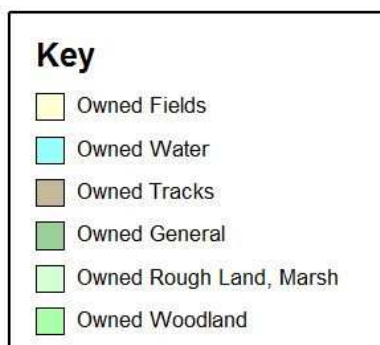 Key
Owned Fields
Owned Water
Owned Tracks
Owned General
Owned Rough Land, Marsh
Owned Woodland